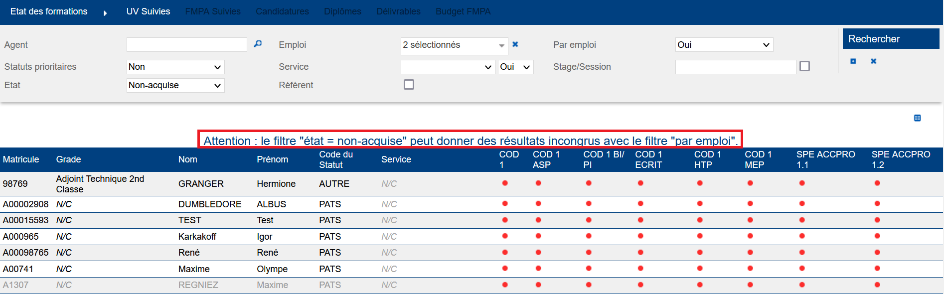 Etat des formations UV Suivies FMPA Suivies Candidatures Diplômes Délivrables Budget FMPA
Agent Emploi 2 sélectionnés Par emploi Oui Rechercher
Statuts prioritaires Non Service Oui Stage/Session
Etat Non-acquise Référent
Attention : le filtre "état = non-acquise" peut donner des résultats incongrus avec le filtre "par emploi".
Matricule Grade Nom Prénom Code du Statut Service COD 1 COD 1 ASP COD 1 BI/PI COD 1 ECRIT COD 1 HTP COD 1 MEP SPE ACCPRO 1.1 SPE ACCPRO 1.2
98769 Adjoint Technique 2nd Classe GRANGER Hermione AUTRE N/C
A00002908 N/C DUMBLEDORE ALBUS PATS N/C
A00015593 N/C TEST Test PATS N/C
A000965 N/C Karkakoff Igor PATS N/C
A00098765 N/C René René PATS N/C
A00741 N/C Maxime Olympe PATS N/C
A1307 N/C REGNIEZ Maxime PATS N/C